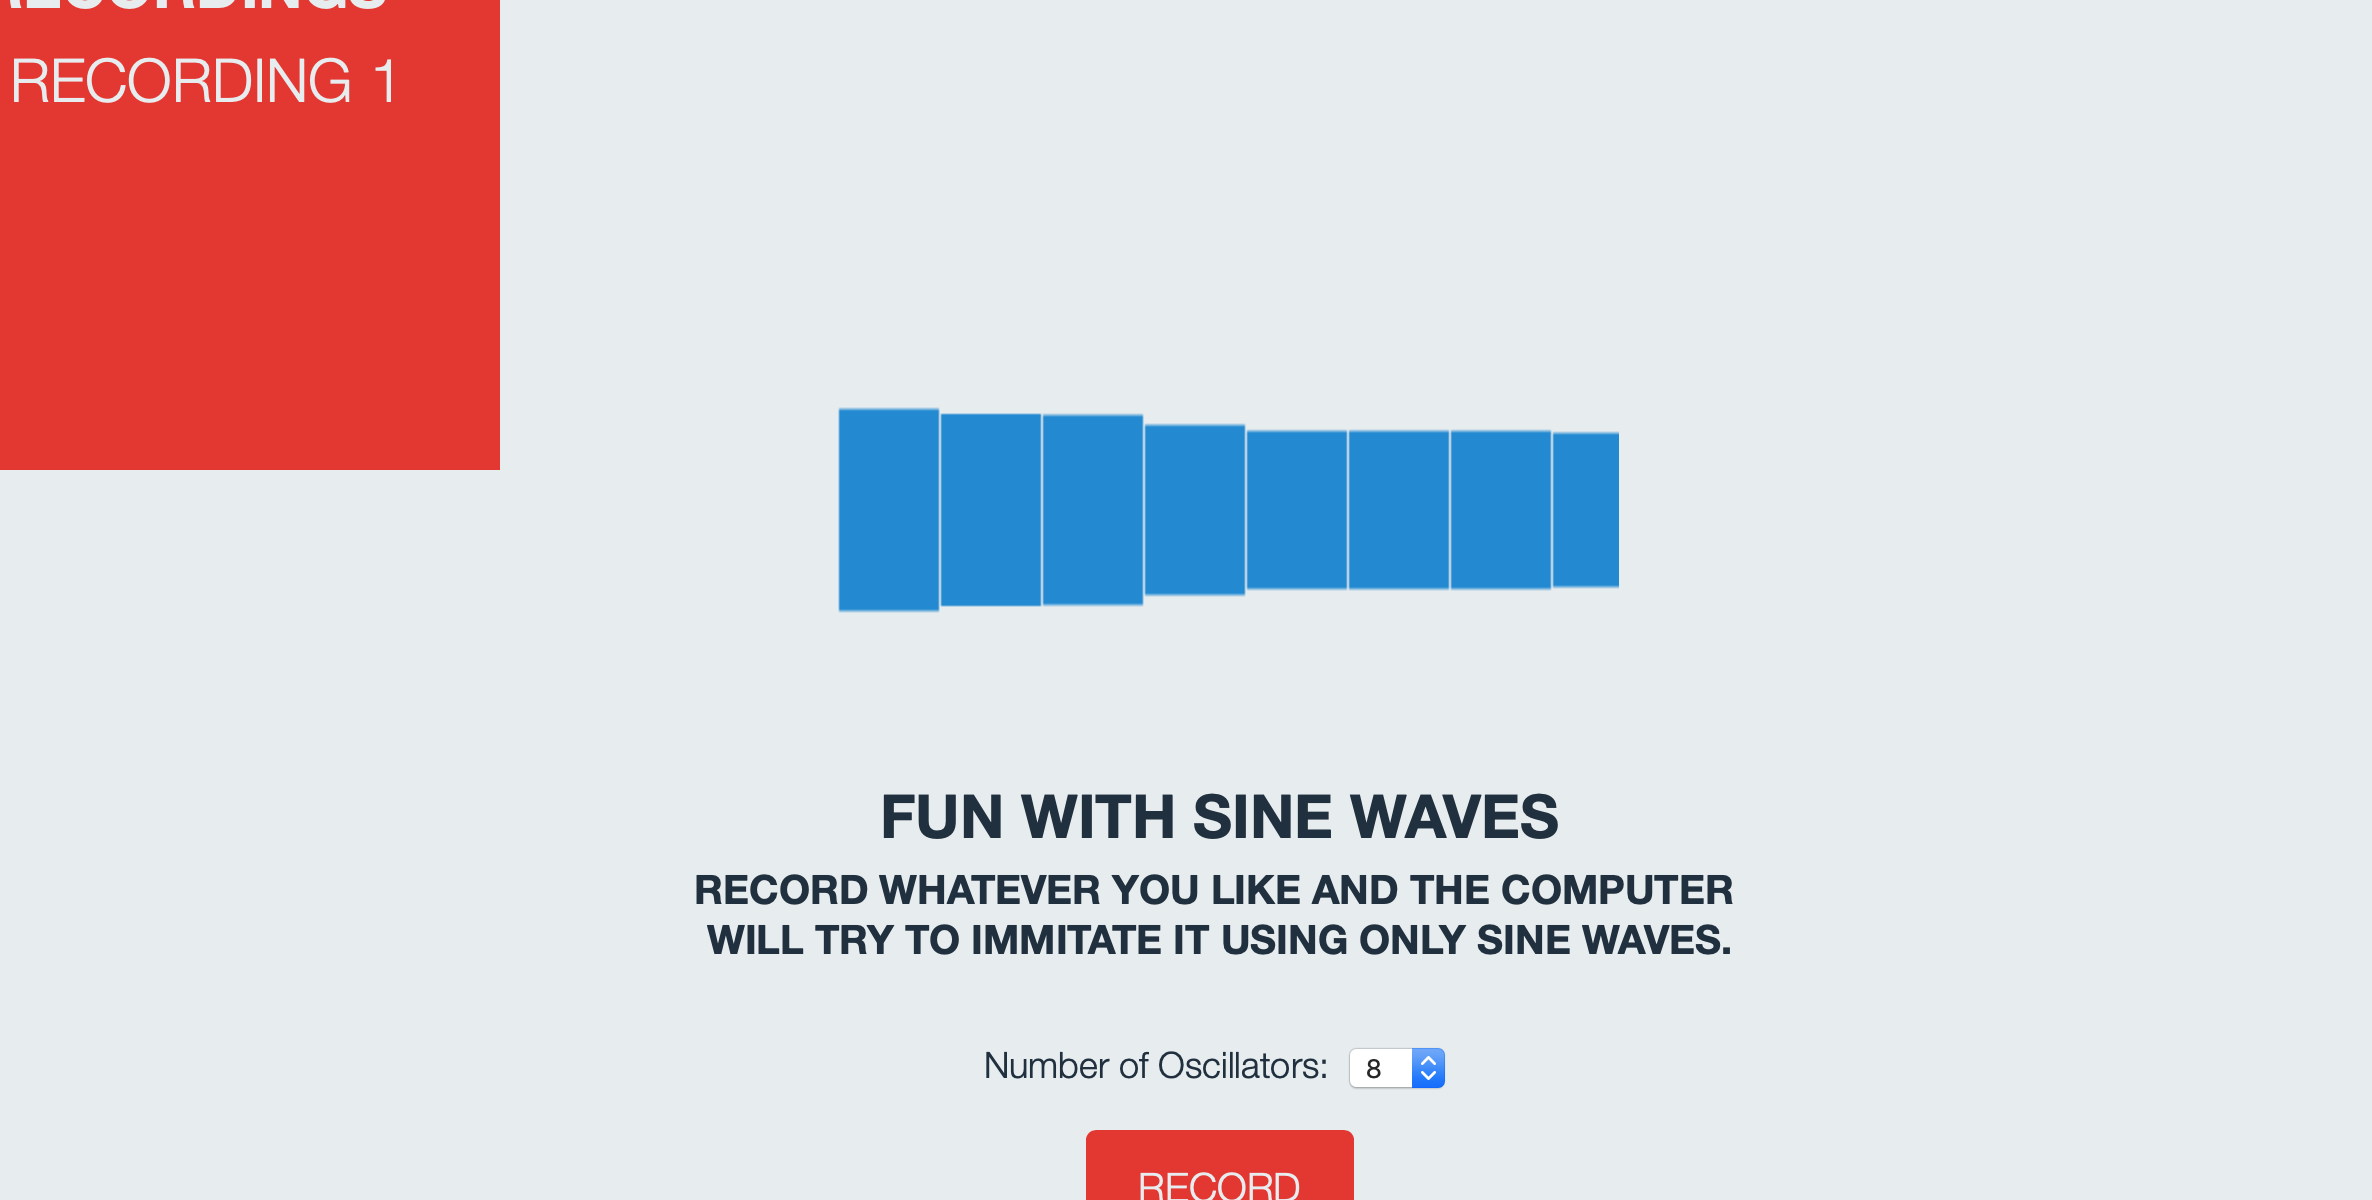 RECORDINGS
RECORDING 1
FUN WITH SINE WAVES
RECORD WHATEVER YOU LIKE AND THE COMPUTER
WILL TRY TO IMMITATE IT USING ONLY SINE WAVES.
Number of Oscillators: 8
RECORD